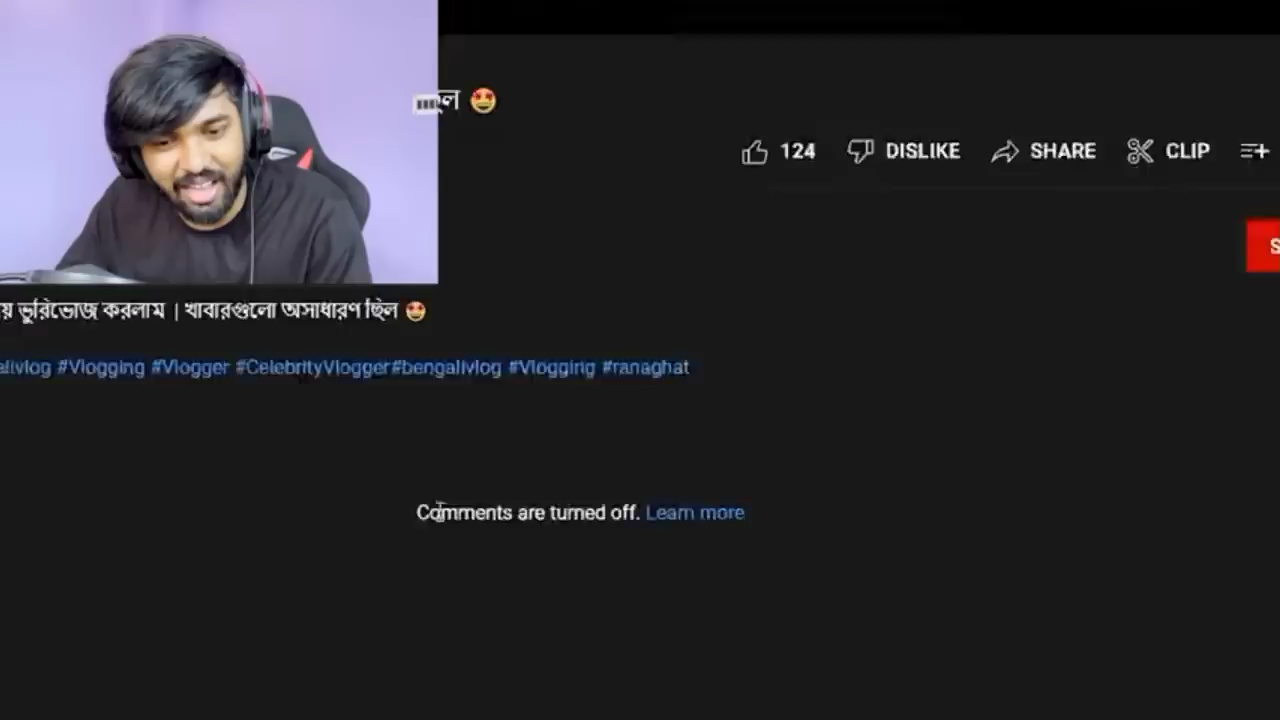 124 DISLIKE SHARE CLIP
ভুরিভোজ করলাম | খাবারগুলো অসাধারণ ছিল 🤩
#Vlogging #Vlogger #CelebrityVlogger#bengalivlog #Vlogging #ranaghat
Comments are turned off. Learn more